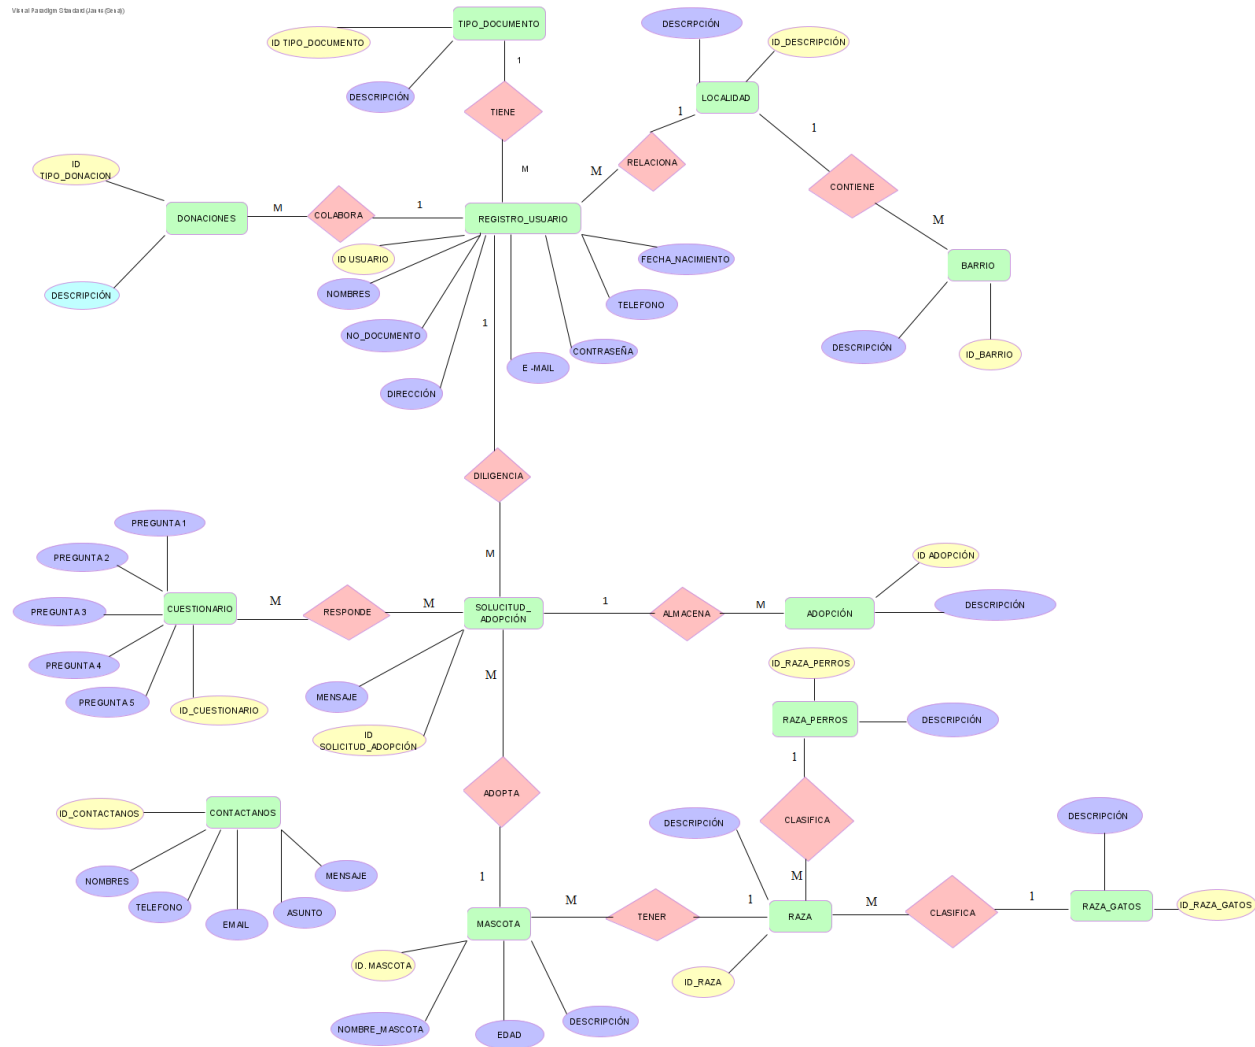 Visual Paradigm Standard (Jauns (Sena))
TIPO_DOCUMENTO
ID TIPO_DOCUMENTO
DESCRIPCIÓN
1
TIENE
M
DESCRPCIÓN
ID_DESCRIPCIÓN
LOCALIDAD
1
RELACIONA
M
1
CONTIENE
M
BARRIO
DESCRIPCIÓN
ID_BARRIO
ID
TIPO_DONACION
DONACIONES
M
COLABORA
1
DESCRIPCIÓN
REGISTRO_USUARIO
ID USUARIO
NOMBRES
NO_DOCUMENTO
DIRECCIÓN
E -MAIL
CONTRASEÑA
TELEFONO
FECHA_NACIMIENTO
1
DILIGENCIA
M
PREGUNTA 1
PREGUNTA 2
PREGUNTA 3
PREGUNTA 4
PREGUNTA 5
CUESTIONARIO
ID_CUESTIONARIO
M
RESPONDE
M
SOLUCITUD_
ADOPCIÓN
MENSAJE
ID
SOLICITUD_ADOPCIÓN
1
ALMACENA
M
ADOPCIÓN
ID ADOPCIÓN
DESCRIPCIÓN
M
ADOPTA
1
ID_RAZA_PERROS
RAZA_PERROS
DESCRIPCIÓN
1
CLASIFICA
M
ID_CONTACTANOS
CONTACTANOS
NOMBRES
TELEFONO
EMAIL
ASUNTO
MENSAJE
MASCOTA
ID. MASCOTA
NOMBRE_MASCOTA
EDAD
DESCRIPCIÓN
M
TENER
1
DESCRIPCIÓN
RAZA
ID_RAZA
M
CLASIFICA
1
DESCRIPCIÓN
RAZA_GATOS
ID_RAZA_GATOS